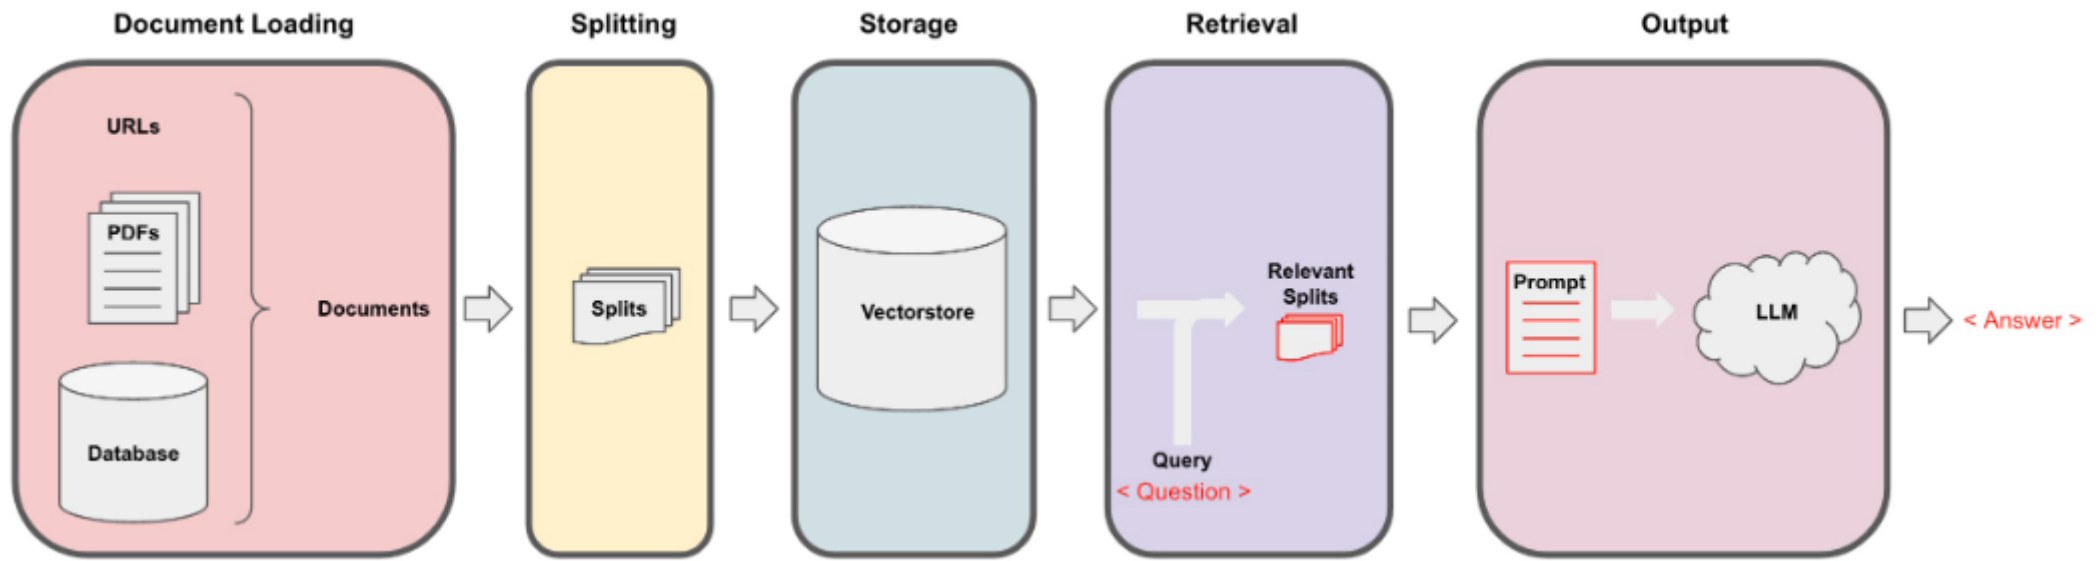 Document Loading
Splitting
Storage
Retrieval
Output
URLs
PDFs
Database
Documents
Splits
Vectorstore
Relevant
Splits
Query
< Question >
Prompt
LLM
< Answer >